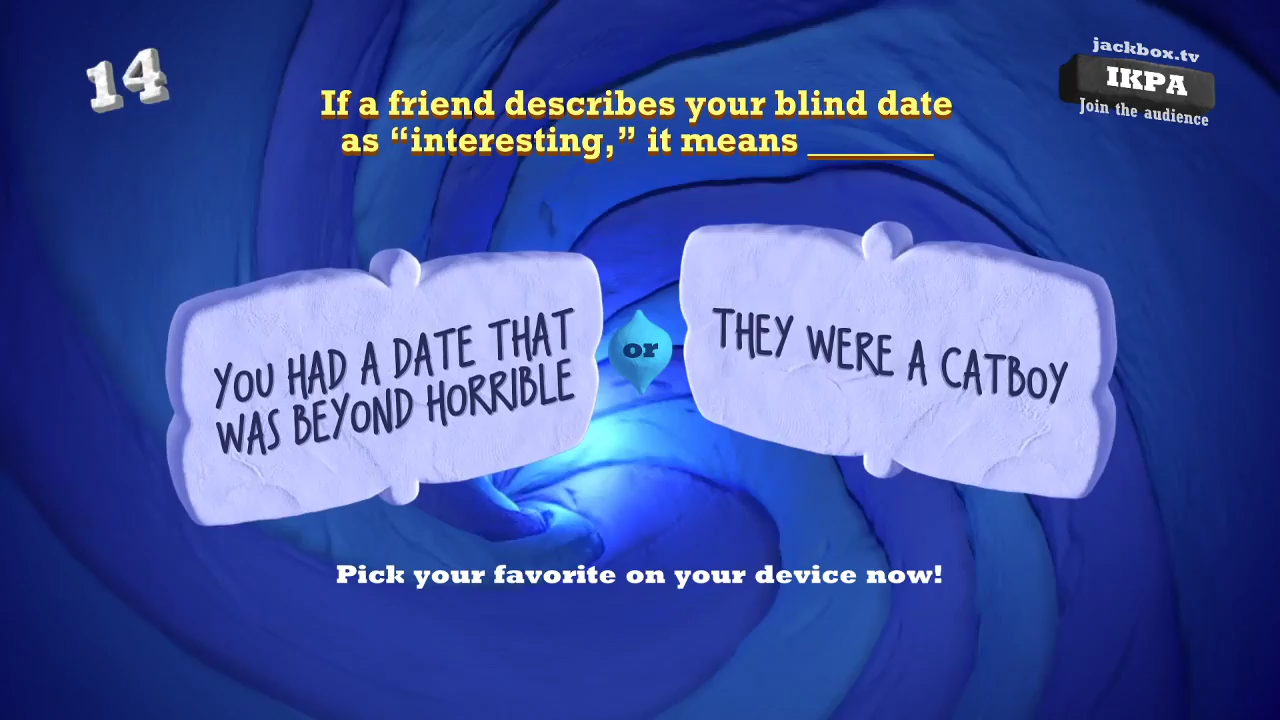 14
jackbox.tv
IKPA
Join the audience
If a friend describes your blind date
as “interesting,” it means _______
YOU HAD A DATE THAT
WAS BEYOND HORRIBLE
or
THEY WERE A CATBOY
Pick your favorite on your device now!